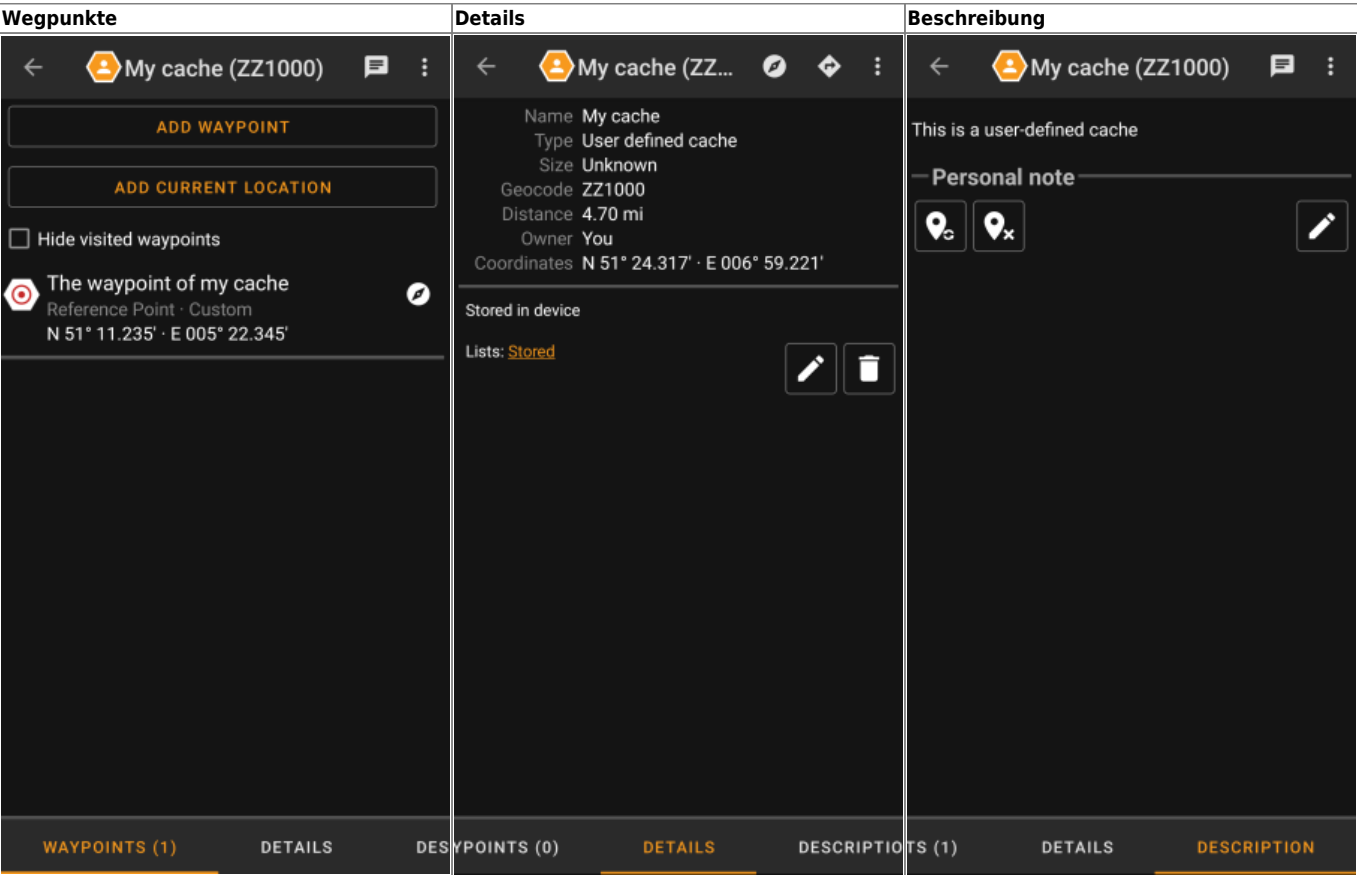 Wegpunkte
My cache (ZZ1000)
ADD WAYPOINT
ADD CURRENT LOCATION
Hide visited waypoints
The waypoint of my cache
Reference Point · Custom
N 51° 11.235' · E 005° 22.345'
WAYPOINTS (1) DETAILS DES
Details
My cache (ZZ...
Name My cache
Type User defined cache
Size Unknown
Geocode ZZ1000
Distance 4.70 mi
Owner You
Coordinates N 51° 24.317' · E 006° 59.221'
Stored in device
Lists: Stored
YPOINTS (0) DETAILS DESCRIPTIO
Beschreibung
My cache (ZZ1000)
This is a user-defined cache
Personal note
TS (1) DETAILS DESCRIPTION